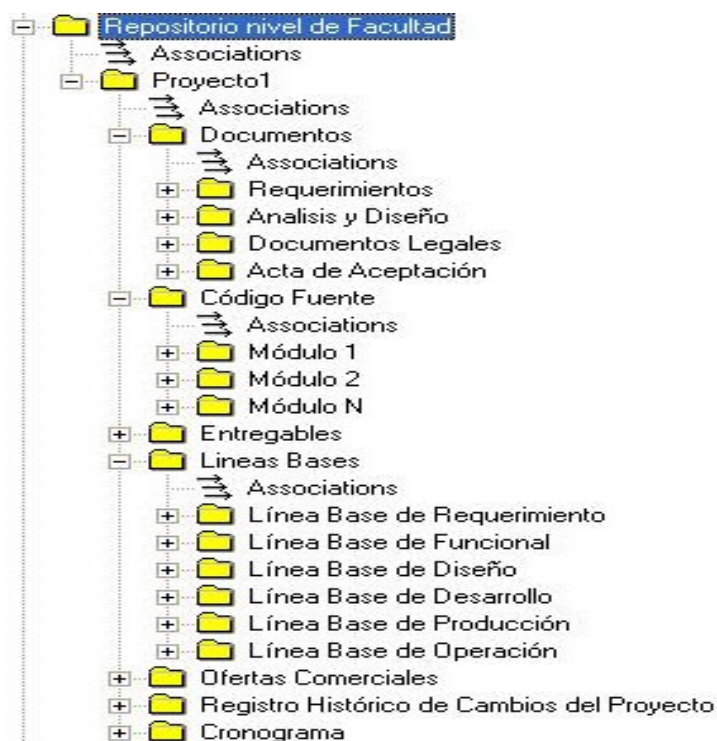 Repositorio nivel de Facultad
Associations
Proyecto1
Associations
Documentos
Associations
Requerimientos
Analisis y Diseño
Documentos Legales
Acta de Aceptación
Código Fuente
Associations
Módulo 1
Módulo 2
Módulo N
Entregables
Lineas Bases
Associations
Línea Base de Requerimiento
Línea Base de Funcional
Línea Base de Diseño
Línea Base de Desarrollo
Línea Base de Producción
Línea Base de Operación
Ofertas Comerciales
Registro Histórico de Cambios del Proyecto
Cronograma